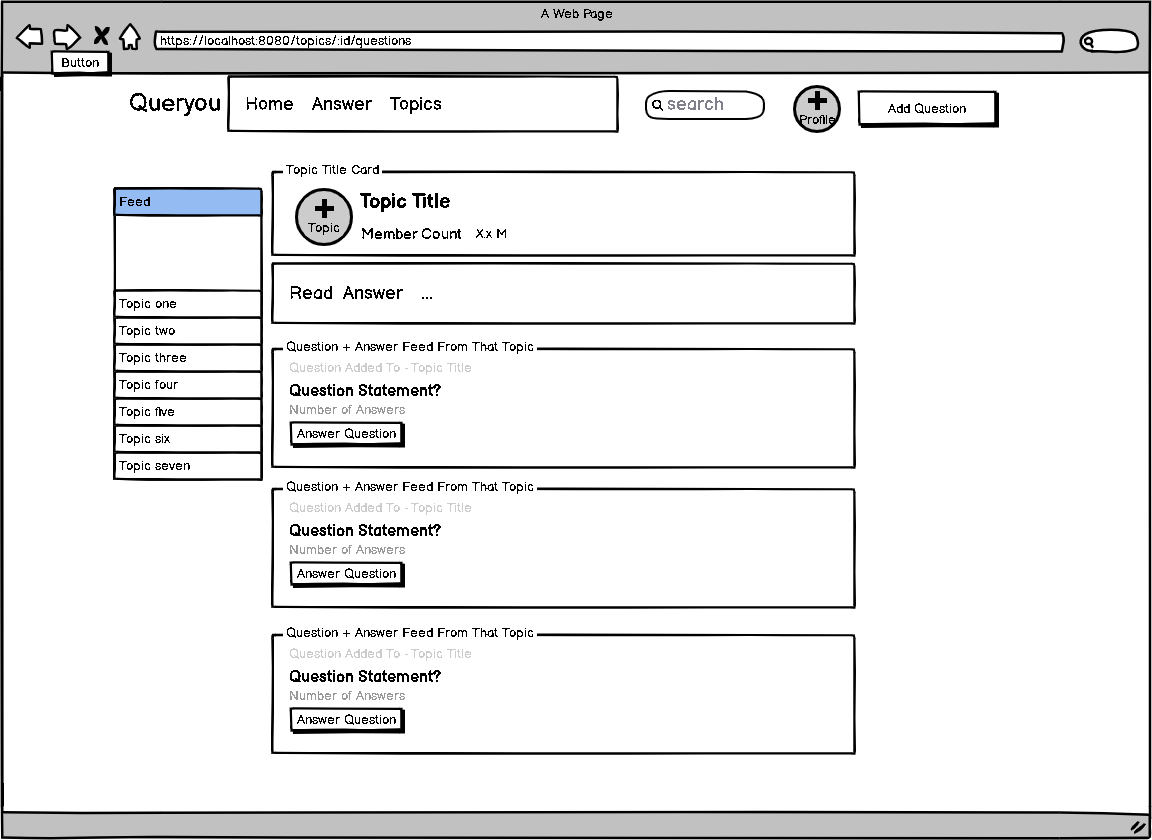 A Web Page
https://localhost:8080/topics/:id/questions
Button
Queryou
Home Answer Topics
search
Profile
Add Question
Feed
Topic one
Topic two
Topic three
Topic four
Topic five
Topic six
Topic seven
Topic Title Card
Topic
Topic Title
Member Count X.x M
Read Answer ...
Question + Answer Feed From That Topic
Question Added To - Topic Title
Question Statement?
Number of Answers
Answer Question
Question + Answer Feed From That Topic
Question Added To - Topic Title
Question Statement?
Number of Answers
Answer Question
Question + Answer Feed From That Topic
Question Added To - Topic Title
Question Statement?
Number of Answers
Answer Question